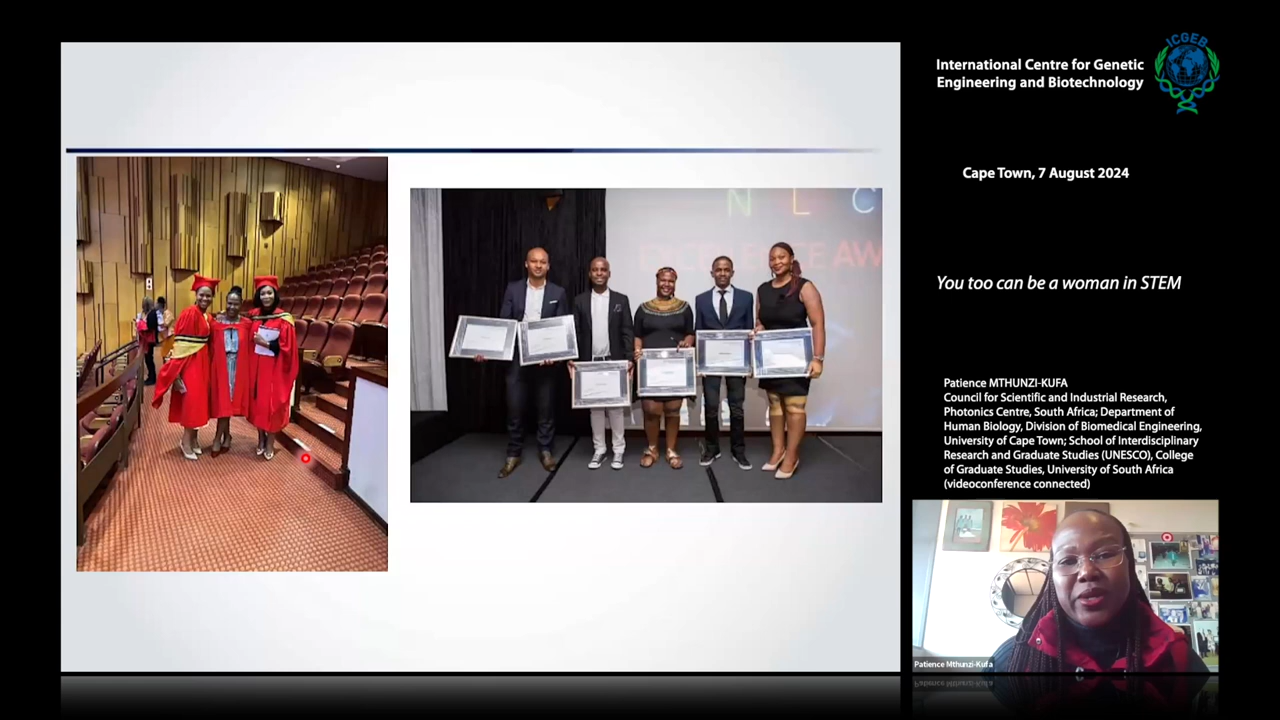 ICGEB
International Centre for Genetic
Engineering and Biotechnology
Cape Town, 7 August 2024
N L C
EXCELLENCE AW
You too can be a woman in STEM
Patience MTHUNZI-KUFA
Council for Scientific and Industrial Research,
Photonics Centre, South Africa; Department of
Human Biology, Division of Biomedical Engineering,
University of Cape Town; School of Interdisciplinary
Research and Graduate Studies (UNESCO), College
of Graduate Studies, University of South Africa
(videoconference connected)
Patience Mthunzi-Kufa